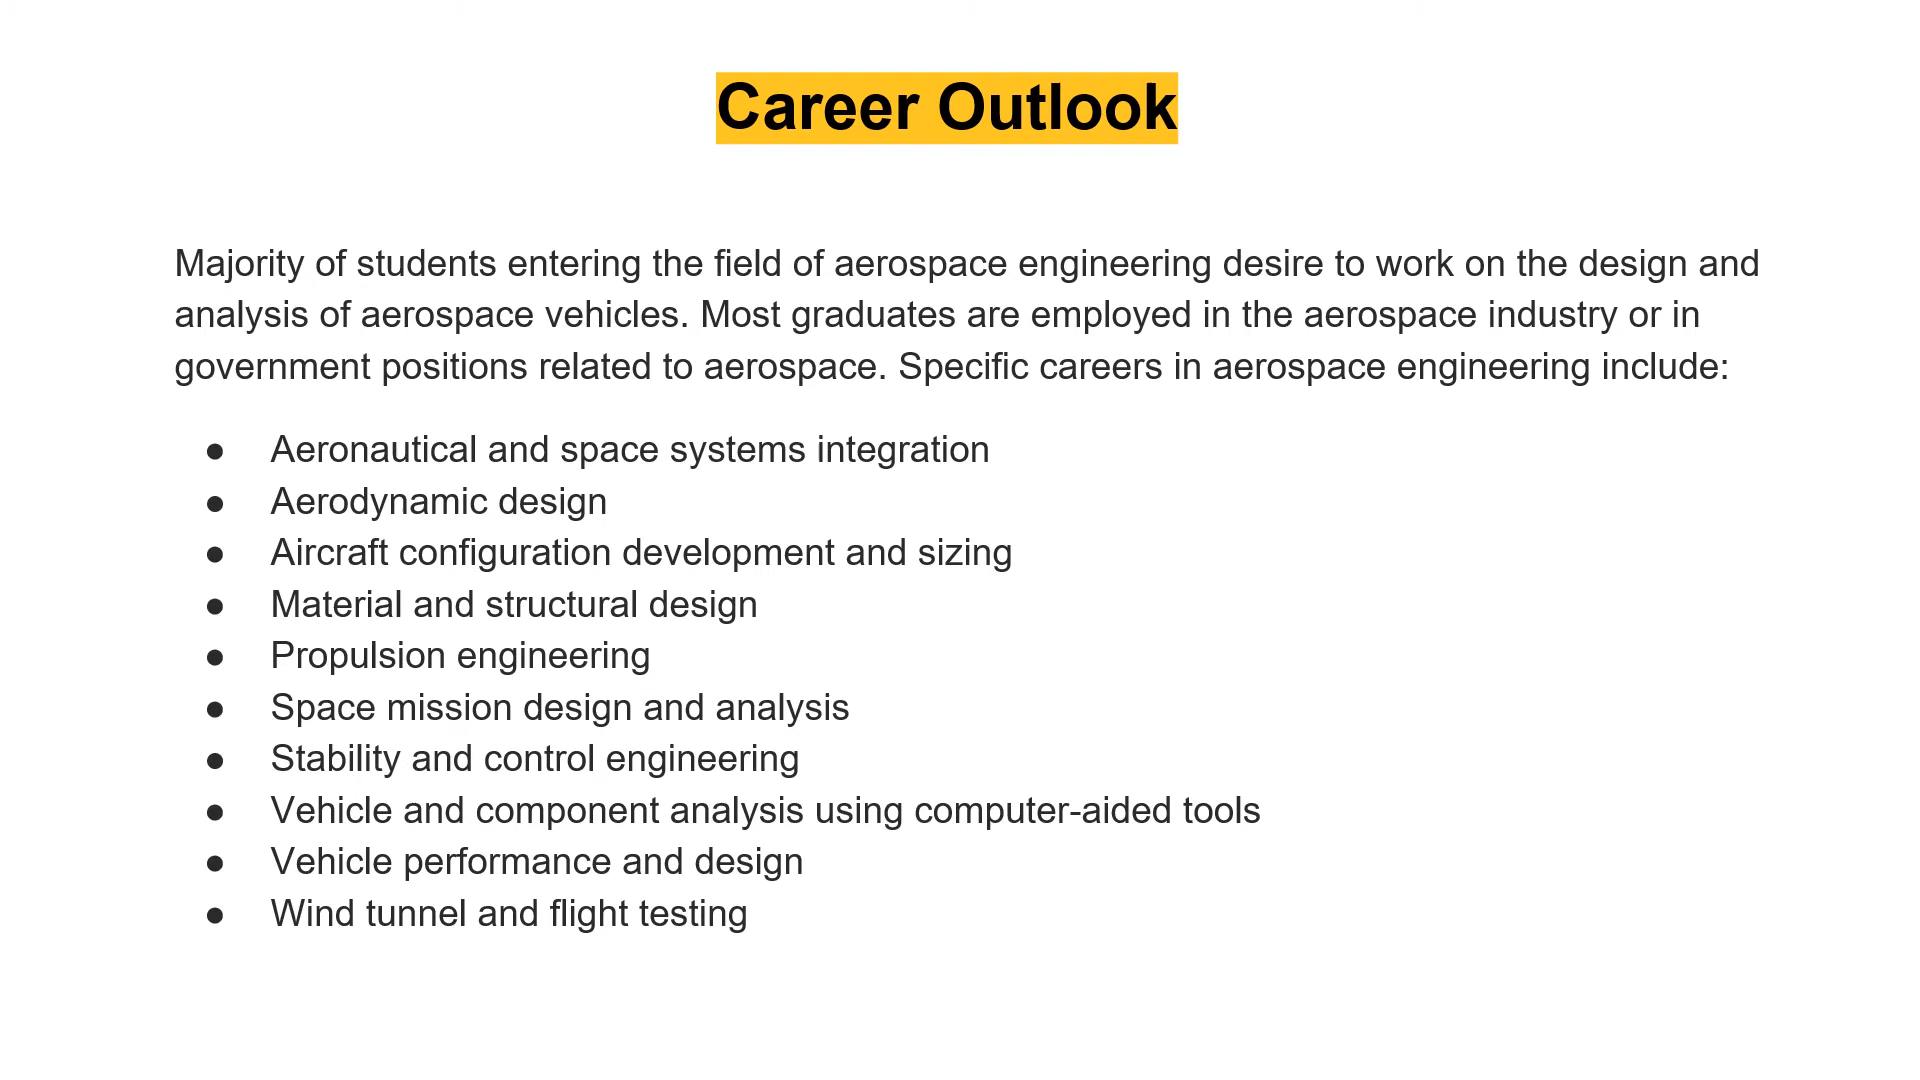 Career Outlook
Majority of students entering the field of aerospace engineering desire to work on the design and
analysis of aerospace vehicles. Most graduates are employed in the aerospace industry or in
government positions related to aerospace. Specific careers in aerospace engineering include:
● Aeronautical and space systems integration
● Aerodynamic design
● Aircraft configuration development and sizing
● Material and structural design
● Propulsion engineering
● Space mission design and analysis
● Stability and control engineering
● Vehicle and component analysis using computer-aided tools
● Vehicle performance and design
● Wind tunnel and flight testing